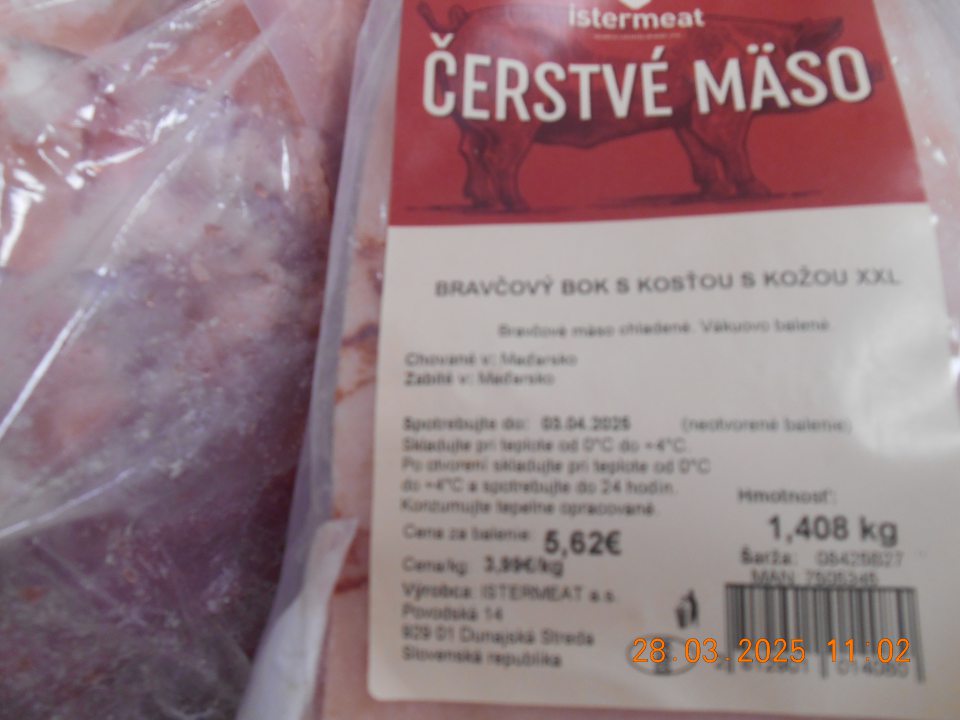 istermeat
ČERSTVÉ MÄSO
BRAVČOVÝ BOK S KOSŤOU S KOŽOU XXL
Bravčové mäso chladené. Vákuovo balené.
Chované v: Maďarsko
Zabité v: Maďarsko
Spotrebujte do: 03.04.2025 (neotvorené balenie)
Skladujte pri teplote od 0°C do +4°C.
Po otvorení skladujte pri teplote od 0°C
do +4°C a spotrebujte do 24 hodín.
Konzumujte tepelne opracované.
Hmotnosť:
1,408 kg
Cena za balenie: 5,62€
Cena/kg: 3,99€/kg
Šarža:
MAN
Výrobca: ISTERMEAT a.s.
Povodská 14
929 01 Dunajská Streda
Slovenská republika
28.03.2025 11:02